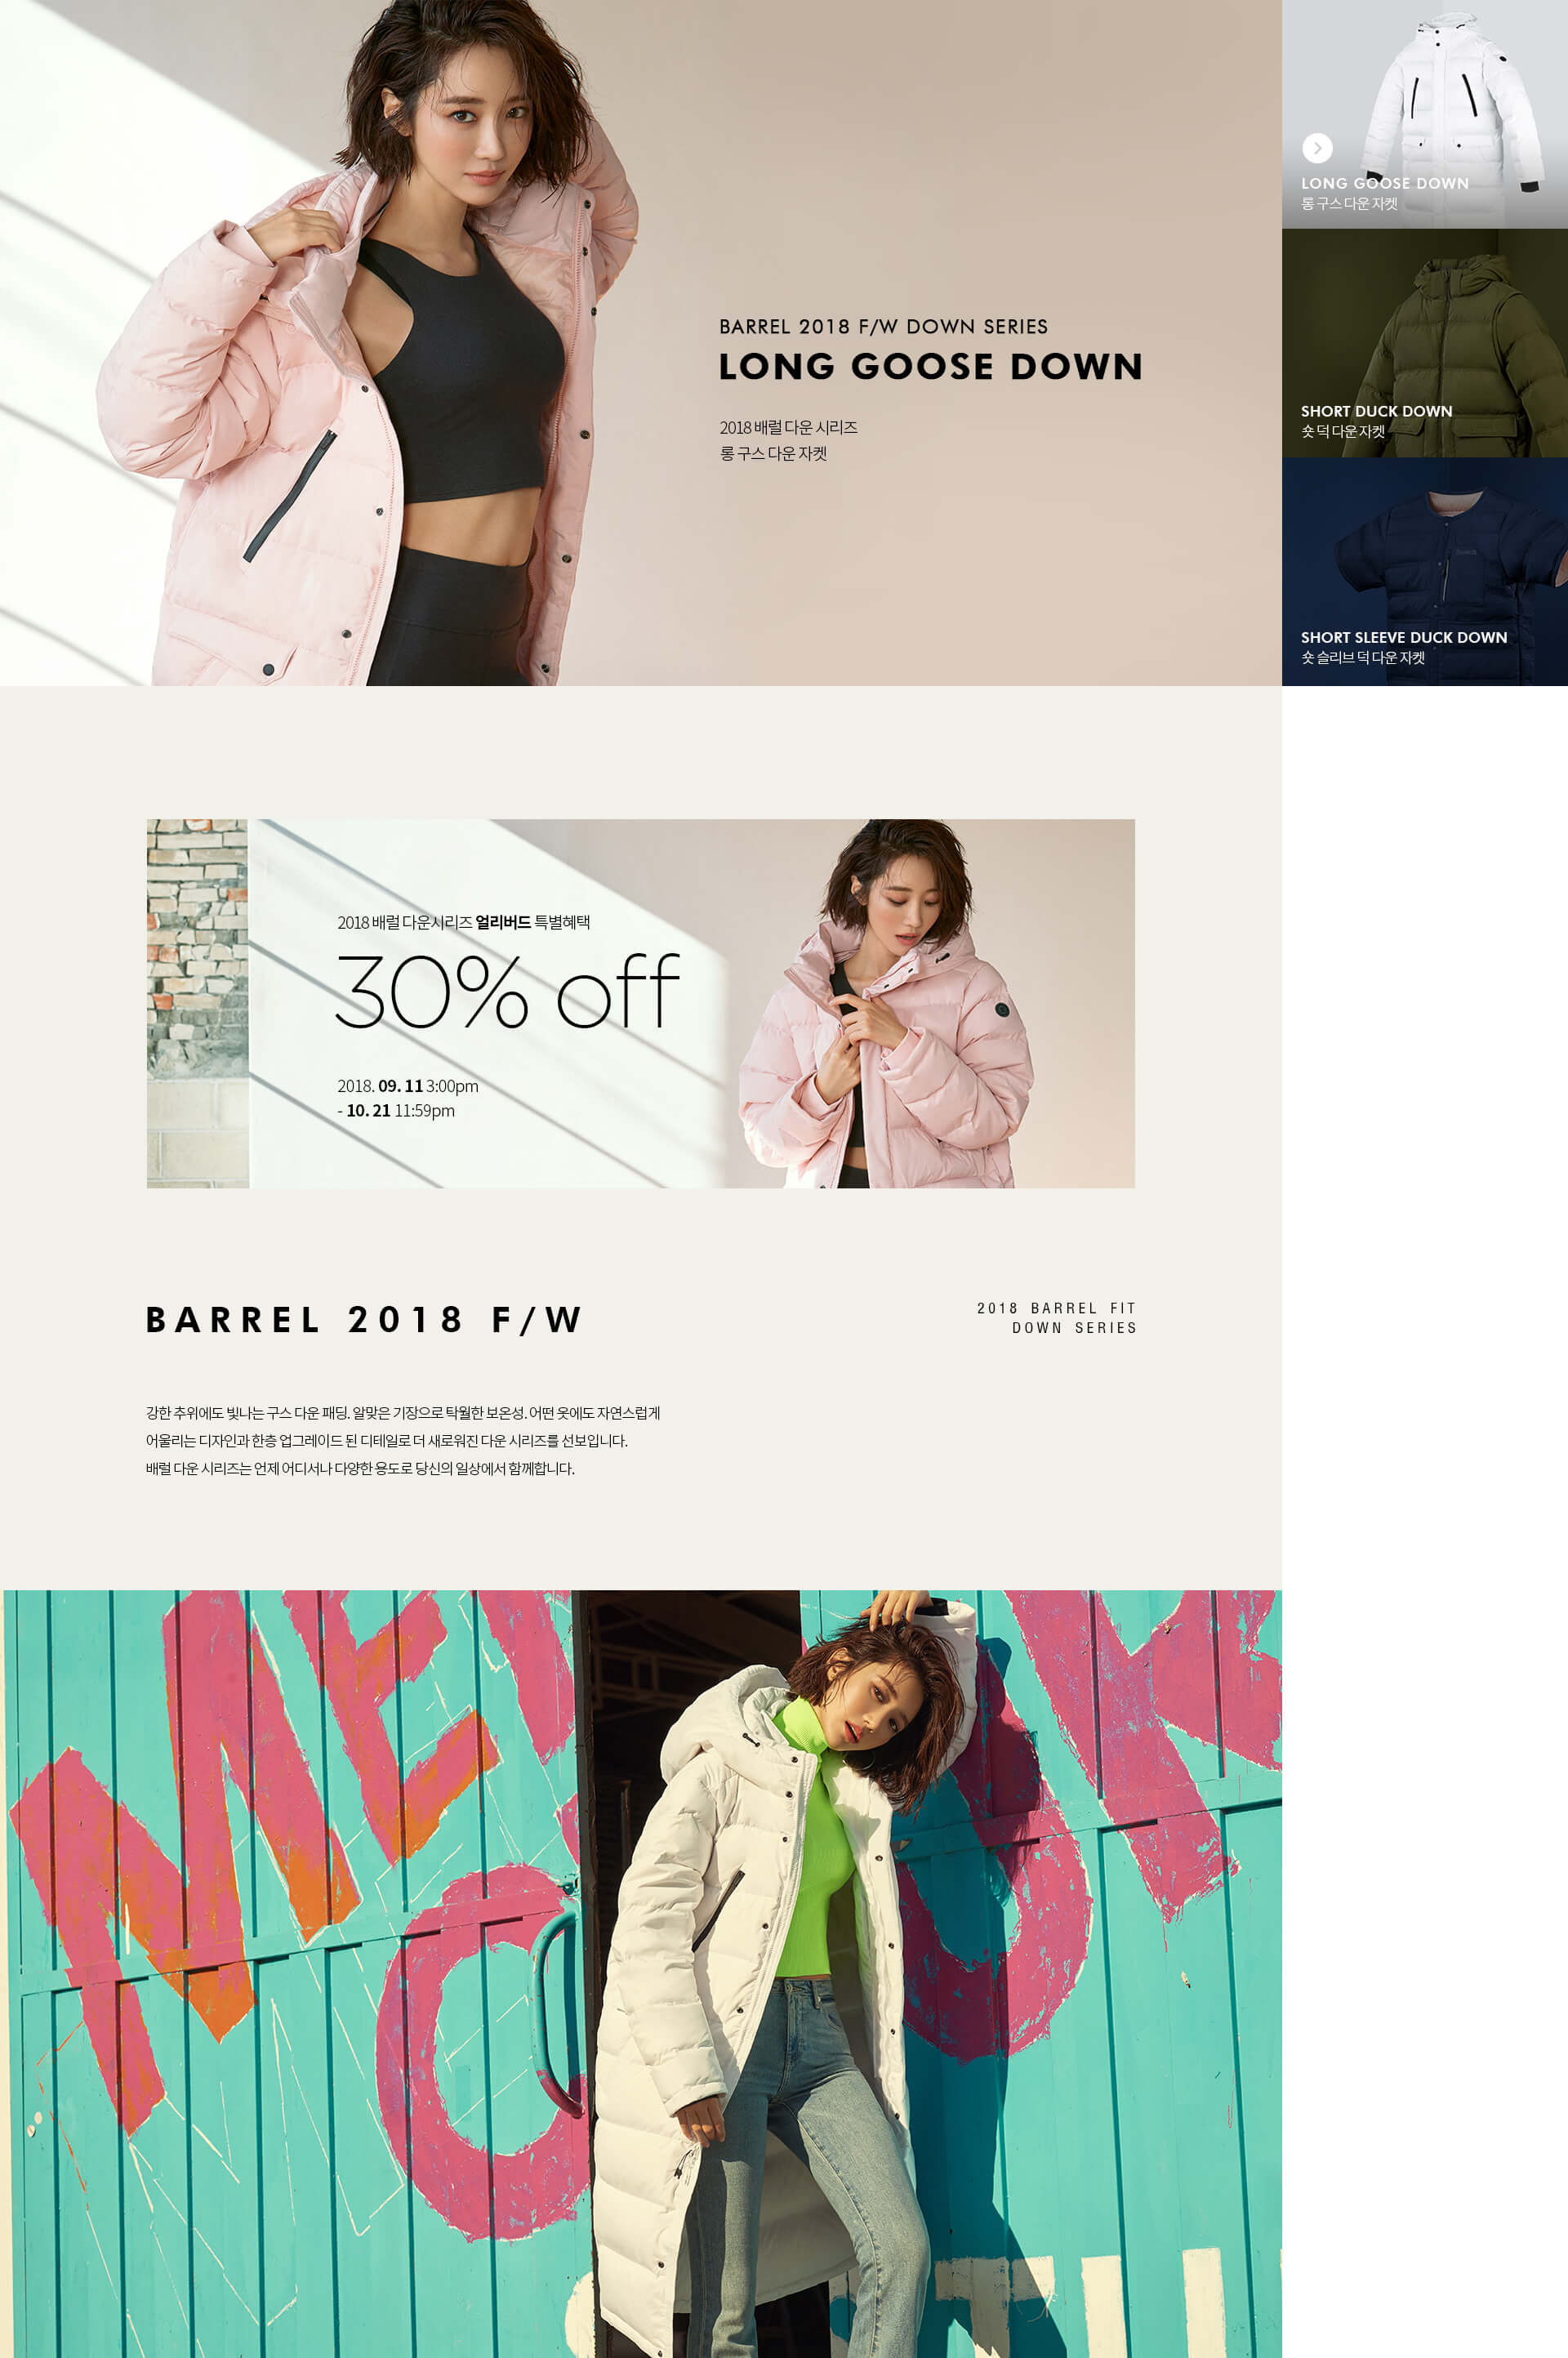 BARREL 2018 F/W DOWN SERIES
LONG GOOSE DOWN
2018 배럴 다운 시리즈
롱 구스 다운 자켓
LONG GOOSE DOWN
롱 구스 다운 자켓
SHORT DUCK DOWN
숏 덕 다운 자켓
SHORT SLEEVE DUCK DOWN
숏 슬리브 덕 다운 자켓
2018 배럴 다운시리즈 얼리버드 특별혜택
30% off
2018. 09. 11 3:00pm
- 10. 21 11:59pm
BARREL 2018 F/W
2018 BARREL FIT
DOWN SERIES
강한 추위에도 빛나는 구스 다운 패딩. 알맞은 기장으로 탁월한 보온성. 어떤 옷에도 자연스럽게
어울리는 디자인과 한층 업그레이드 된 디테일로 더 새로워진 다운 시리즈를 선보입니다.
배럴 다운 시리즈는 언제 어디서나 다양한 용도로 당신의 일상에서 함께합니다.